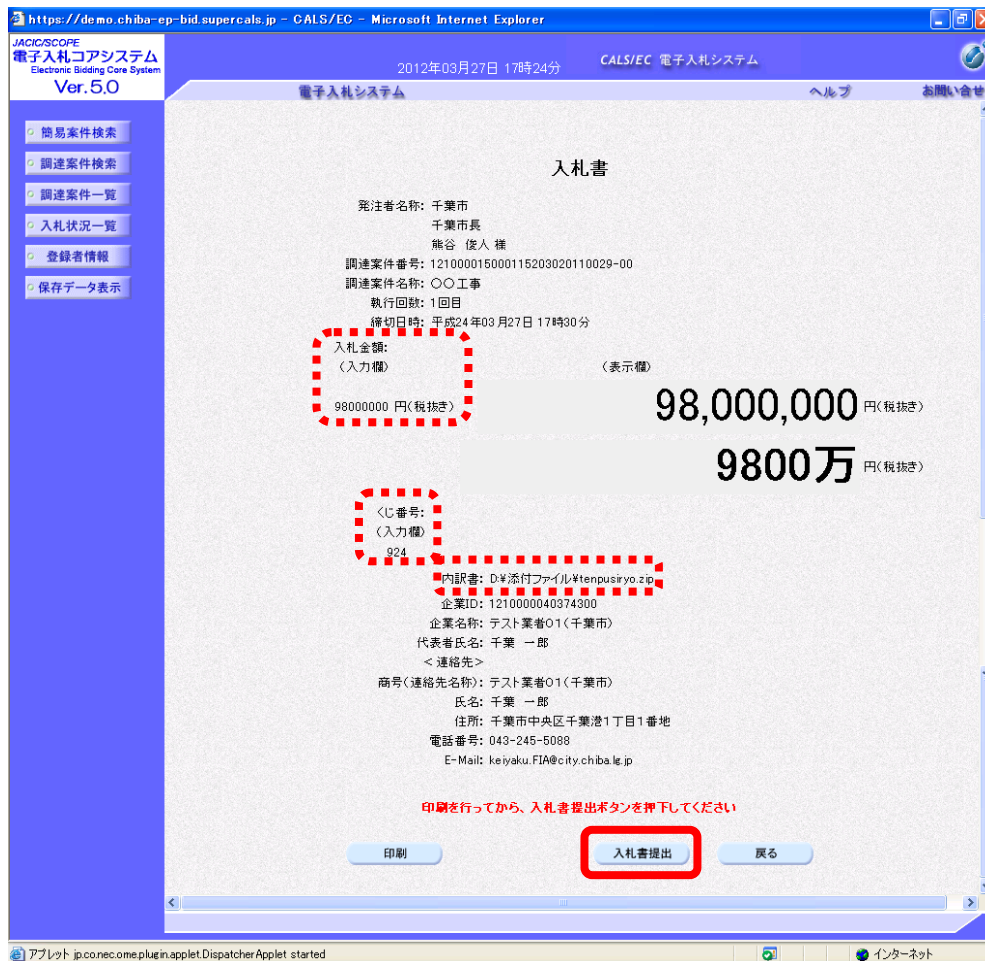 https://demo.chiba-ep-bid.supercals.jp - CALS/EC - Microsoft Internet Explorer
JACIC/SCOPE
電子入札コアシステム
Electronic Bidding Core System
Ver.5.0
2012年03月27日 17時24分
CALS/EC 電子入札システム
電子入札システム
ヘルプ
お問い合せ
簡易案件検索
調達案件検索
調達案件一覧
入札状況一覧
登録者情報
保存データ表示
入札書
発注者名称: 千葉市
千葉市長
熊谷 俊人 様
調達案件番号: 1210000150001152030201 10029-00
調達案件名称: 〇〇工事
執行回数: 1回目
締切日時: 平成24年03月27日 17時30分
入札金額:
(入力欄) (表示欄)
98000000 円(税抜き) 98,000,000 円(税抜き)
9800万 円(税抜き)
くじ番号:
(入力欄)
924
内訳書: D:¥添付ファイル¥tenpusiryo.zip
企業ID: 1210000040374300
企業名称: テスト業者01(千葉市)
代表者氏名: 千葉 一郎
<連絡先>
商号(連絡先名称): テスト業者01(千葉市)
氏名: 千葉 一郎
住所: 千葉市中央区千葉港1丁目1番地
電話番号: 043-245-5088
E-Mail: keiyaku.FIA@city.chiba.lg.jp
印刷を行ってから、入札書提出ボタンを押下してください
印刷 入札書提出 戻る
アプレット jp.co.nec.ome.plugin.applet.DispatcherApplet started
インターネット